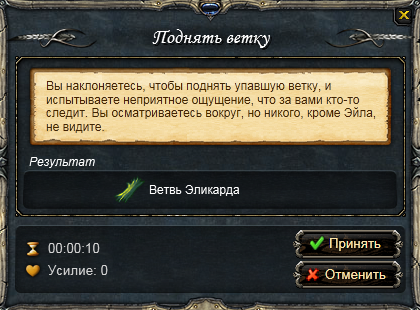 Поднять ветку
Вы наклоняетесь, чтобы поднять упавшую ветку, и
испытываете неприятное ощущение, что за вами кто-то
следит. Вы осматриваетесь вокруг, но никого, кроме Эйла,
не видите.
Результат
Ветвь Эликарда
00:00:10
Принять
Усилие: 0
Отменить